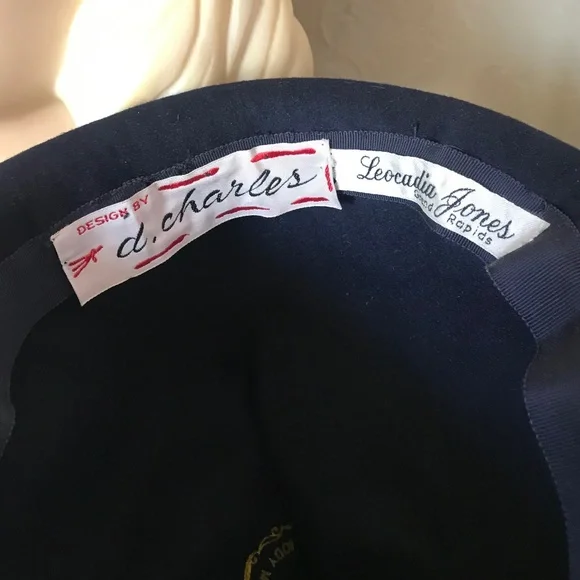 DESIGN BY
d. charles
Leocadia Jones
Grand Rapids